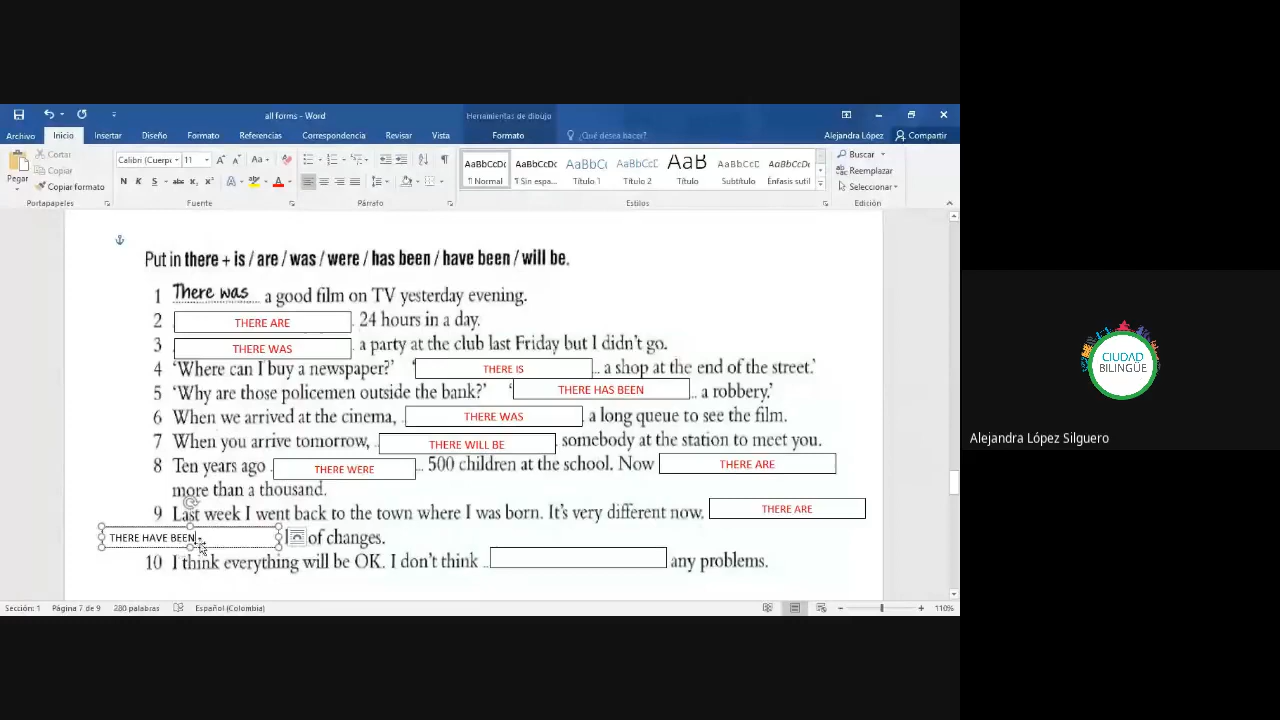 all forms - Word
Herramientas de dibujo
Archivo Inicio Insertar Diseño Formato Referencias Correspondencia Revisar Vista Formato ¿Qué desea hacer? Alejandra López Compartir
Pegar
Cortar
Copiar
Copiar formato
Calibri (Cuerp 11
N K S abc x₂ x² A
AaBbCcDc AaBbCcDc AaBbC( AaBbCcE AaB AaBbCcD AaBbCcDc
¶ Normal ¶ Sin espa... Título 1 Título 2 Título Subtítulo Énfasis sutil
Buscar
Reemplazar
Seleccionar
Portapapeles Fuente Párrafo Estilos Edición
Put in there + is / are / was / were / has been / have been / will be.
1 There was a good film on TV yesterday evening.
2 THERE ARE 24 hours in a day.
3 THERE WAS a party at the club last Friday but I didn't go.
4 'Where can I buy a newspaper?' ' THERE IS a shop at the end of the street.'
5 'Why are those policemen outside the bank?' ' THERE HAS BEEN a robbery.'
6 When we arrived at the cinema, THERE WAS a long queue to see the film.
7 When you arrive tomorrow, THERE WILL BE somebody at the station to meet you.
8 Ten years ago THERE WERE 500 children at the school. Now THERE ARE
more than a thousand.
9 Last week I went back to the town where I was born. It's very different now. THERE ARE
THERE HAVE BEEN of changes.
10 I think everything will be OK. I don't think any problems.
Sección: 1 Página 7 de 9 280 palabras Español (Colombia) 110%
CIUDAD
BILINGÜE
Alejandra López Silguero